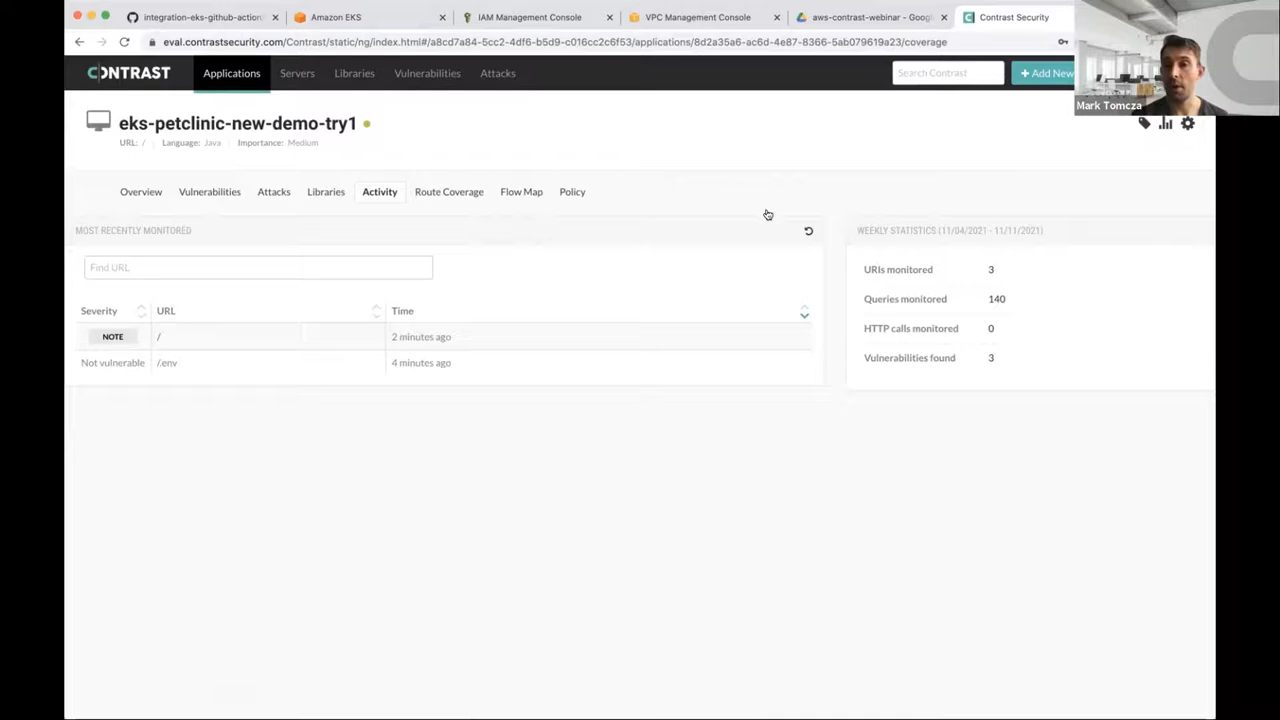 integration-eks-github-action
Amazon EKS
IAM Management Console
VPC Management Console
aws-contrast-webinar - Googl
Contrast Security
eval.contrastsecurity.com/Contrast/static/ng/index.html#/a8cd7a84-5cc2-4df6-b5d9-c016cc2c6f53/applications/8d2a35a6-ac6d-4e87-8366-5ab079619a23/coverage
CONTRAST
Applications
Servers
Libraries
Vulnerabilities
Attacks
Search Contrast
+ Add New
Mark Tomcza
eks-petclinic-new-demo-try1
URL: / Language: Java Importance: Medium
Overview
Vulnerabilities
Attacks
Libraries
Activity
Route Coverage
Flow Map
Policy
MOST RECENTLY MONITORED
Find URL
Severity URL Time
NOTE / 2 minutes ago
Not vulnerable /.env 4 minutes ago
WEEKLY STATISTICS (11/04/2021 - 11/11/2021)
URIs monitored 3
Queries monitored 140
HTTP calls monitored 0
Vulnerabilities found 3